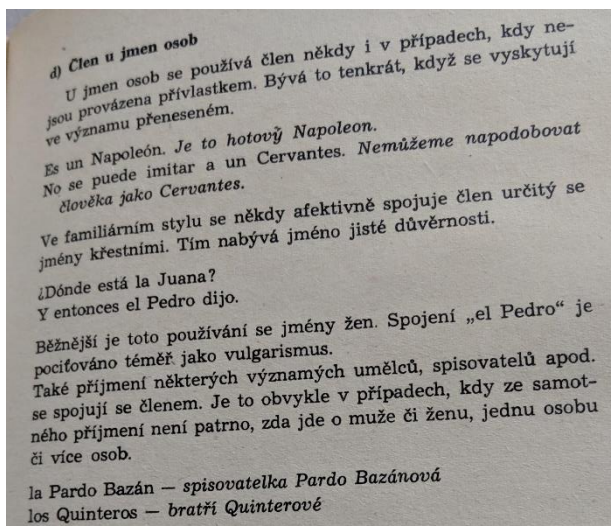 d) Člen u jmen osob
U jmen osob se používá člen někdy i v případech, kdy ne-
jsou provázena přívlastkem. Bývá to tenkrát, když se vyskytují
ve významu přeneseném.
Es un Napoleón. Je to hotový Napoleon.
No se puede imitar a un Cervantes. Nemůžeme napodobovat
člověka jako Cervantes.
Ve familiárním stylu se někdy afektivně spojuje člen určitý se
jmény křestními. Tím nabývá jméno jisté důvěrnosti.
¿Dónde está la Juana?
Y entonces el Pedro dijo.
Běžnější je toto používání se jmény žen. Spojení „el Pedro“ je
pociťováno téměř jako vulgarismus.
Také příjmení některých významých umělců, spisovatelů apod.
se spojují se členem. Je to obvykle v případech, kdy ze samot-
ného příjmení není patrno, zda jde o muže či ženu, jednu osobu
či více osob.
la Pardo Bazán — spisovatelka Pardo Bazánová
los Quinteros — bratří Quinterové